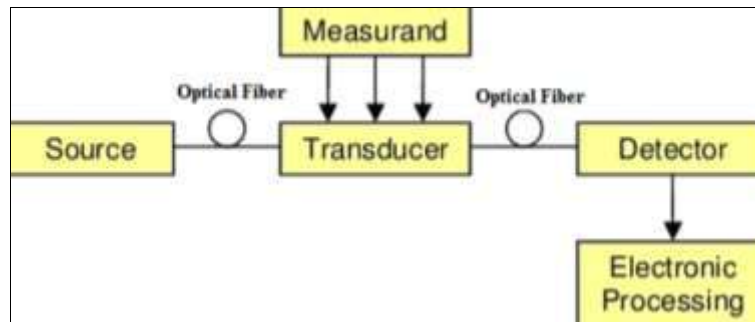 Measurand
Optical Fiber
Optical Fiber
Source
Transducer
Detector
Electronic
Processing